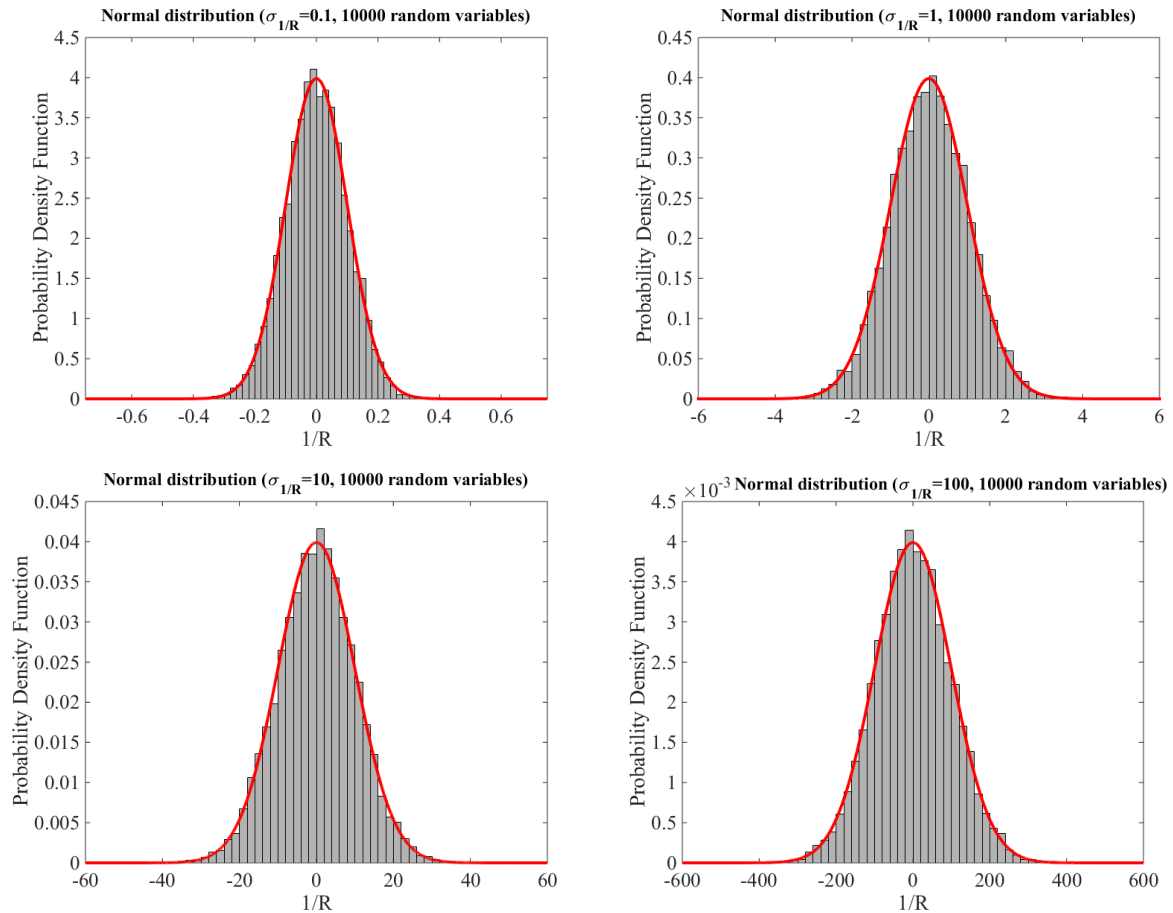 Normal distribution (σ1/R=0.1, 10000 random variables)
4.5
4
3.5
3
2.5
2
1.5
1
0.5
0
Probability Density Function
-0.6 -0.4 -0.2 0 0.2 0.4 0.6
1/R
Normal distribution (σ1/R=1, 10000 random variables)
0.45
0.4
0.35
0.3
0.25
0.2
0.15
0.1
0.05
0
Probability Density Function
-6 -4 -2 0 2 4 6
1/R
Normal distribution (σ1/R=10, 10000 random variables)
0.045
0.04
0.035
0.03
0.025
0.02
0.015
0.01
0.005
0
Probability Density Function
-60 -40 -20 0 20 40 60
1/R
×10-3 Normal distribution (σ1/R=100, 10000 random variables)
4.5
4
3.5
3
2.5
2
1.5
1
0.5
0
Probability Density Function
-600 -400 -200 0 200 400 600
1/R